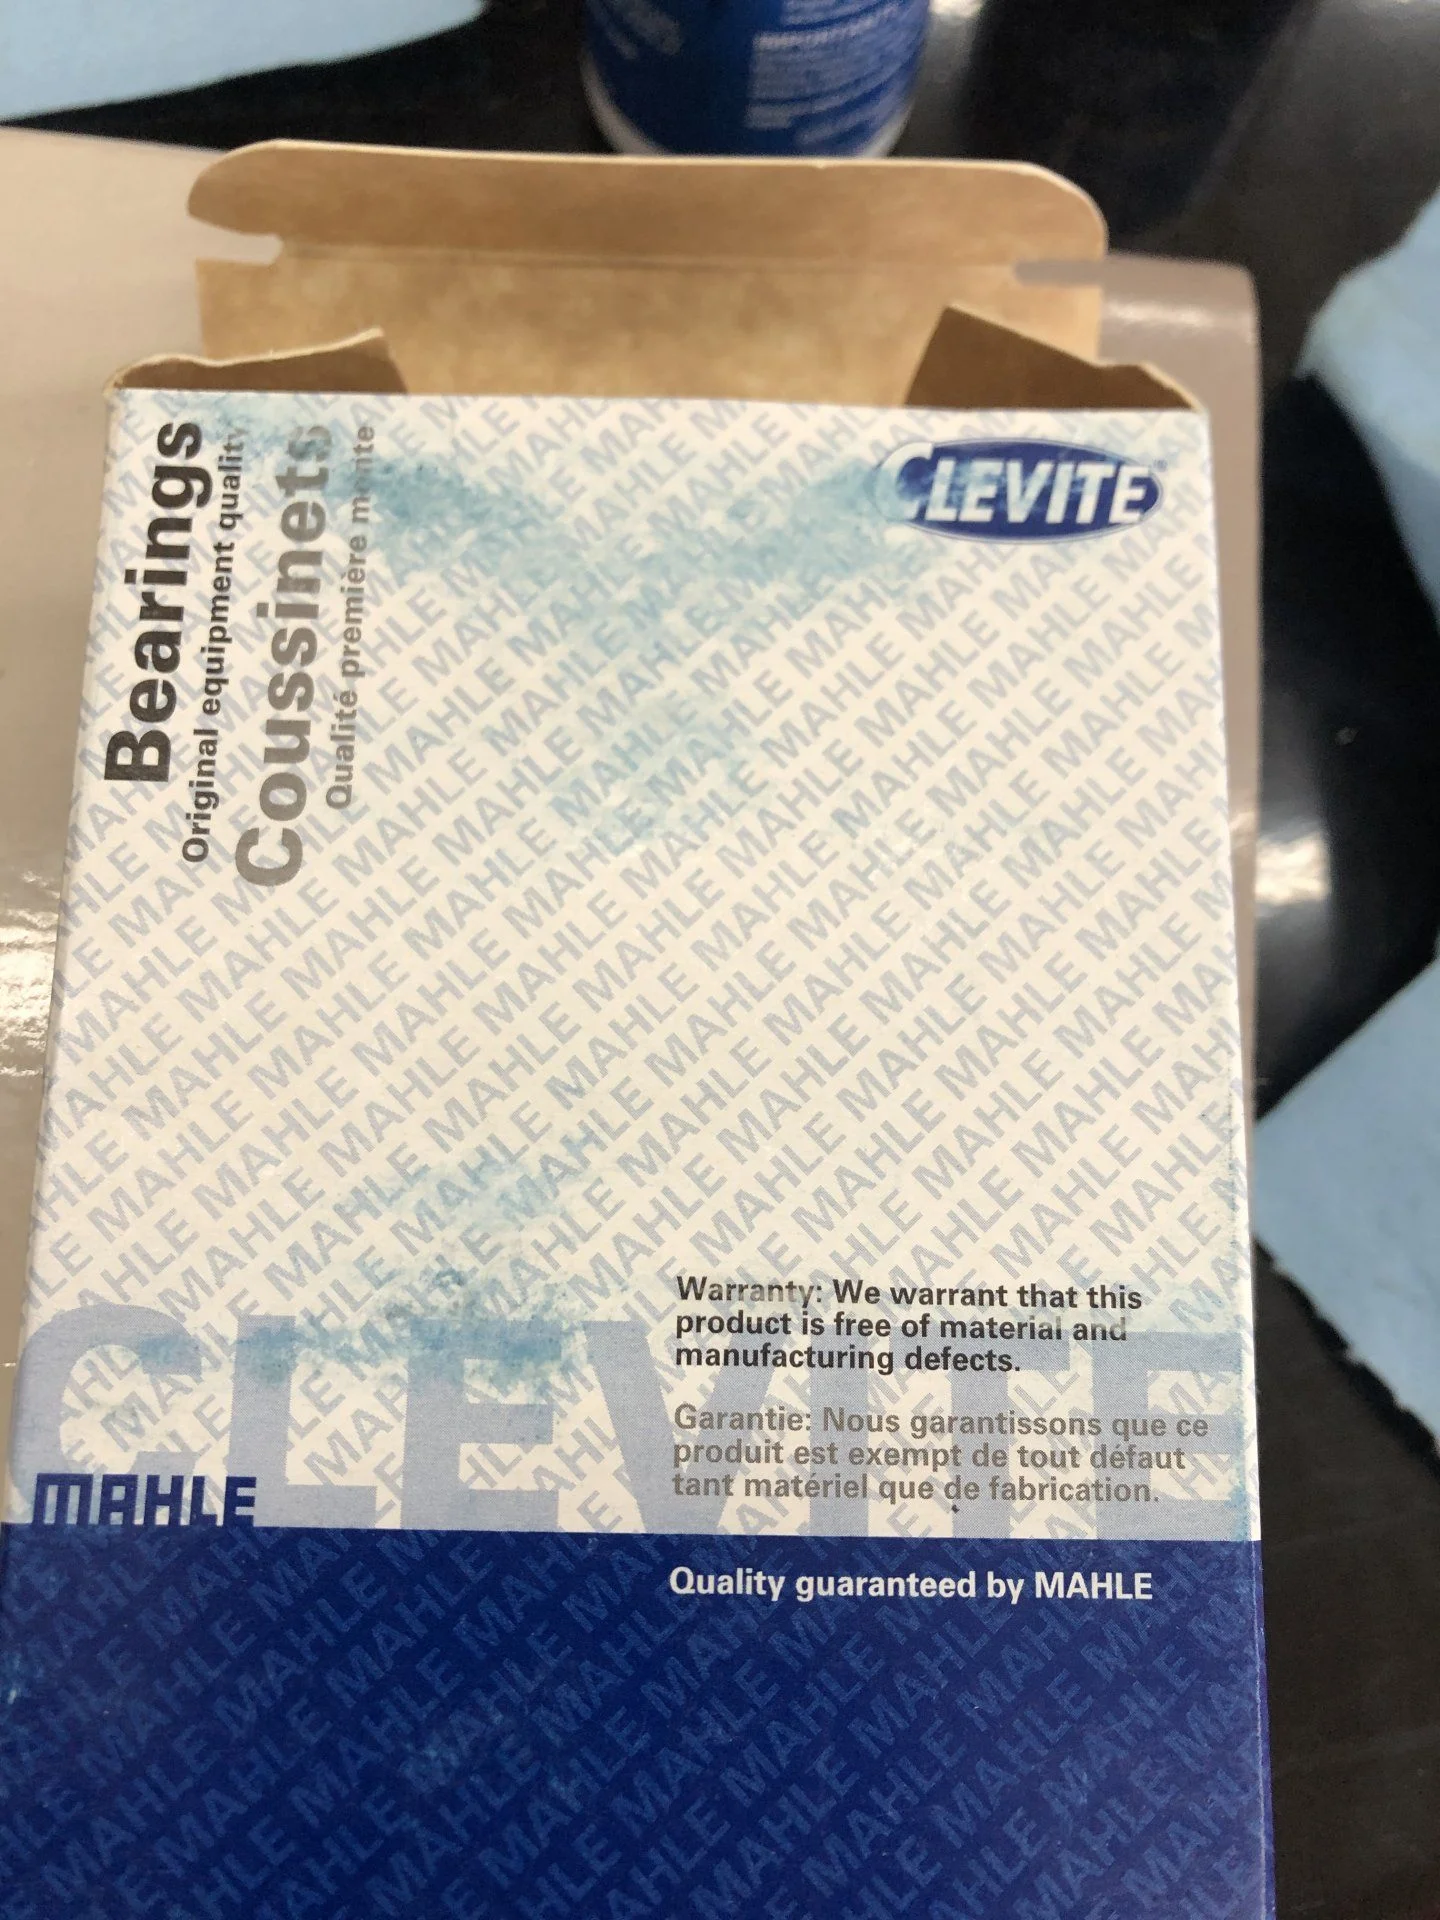 Bearings
Original equipment quality
Coussinets
Qualité première monte
CLEVITE®
Warranty: We warrant that this
product is free of material and
manufacturing defects.
Garantie: Nous garantissons que ce
produit est exempt de tout défaut
tant matériel que de fabrication.
CLEVITE
MAHLE
Quality guaranteed by MAHLE